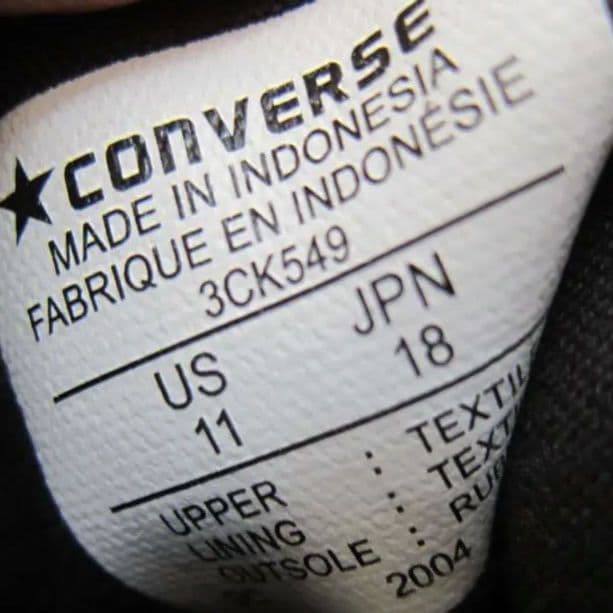 CONVERSE
MADE IN INDONESIA
FABRIQUE EN INDONÉSIE
3CK549
US JPN
11 18
UPPER :
LINING :
OUTSOLE :
2004